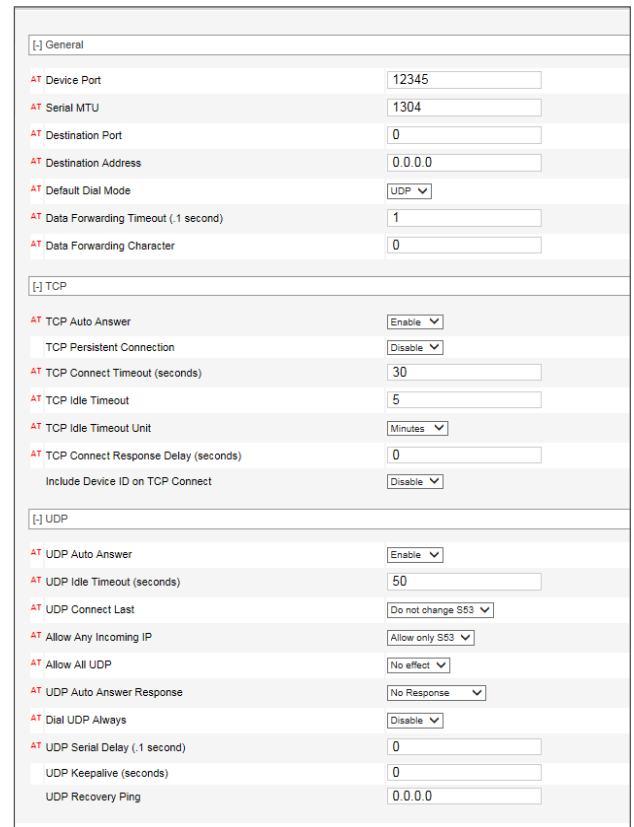 [-] General
AT Device Port 12345
AT Serial MTU 1304
AT Destination Port 0
AT Destination Address 0.0.0.0
AT Default Dial Mode UDP
AT Data Forwarding Timeout (.1 second) 1
AT Data Forwarding Character 0
[-] TCP
AT TCP Auto Answer Enable
TCP Persistent Connection Disable
AT TCP Connect Timeout (seconds) 30
AT TCP Idle Timeout 5
AT TCP Idle Timeout Unit Minutes
AT TCP Connect Response Delay (seconds) 0
Include Device ID on TCP Connect Disable
[-] UDP
AT UDP Auto Answer Enable
AT UDP Idle Timeout (seconds) 50
AT UDP Connect Last Do not change S53
AT Allow Any Incoming IP Allow only S53
AT Allow All UDP No effect
AT UDP Auto Answer Response No Response
AT Dial UDP Always Disable
AT UDP Serial Delay (.1 second) 0
UDP Keepalive (seconds) 0
UDP Recovery Ping 0.0.0.0